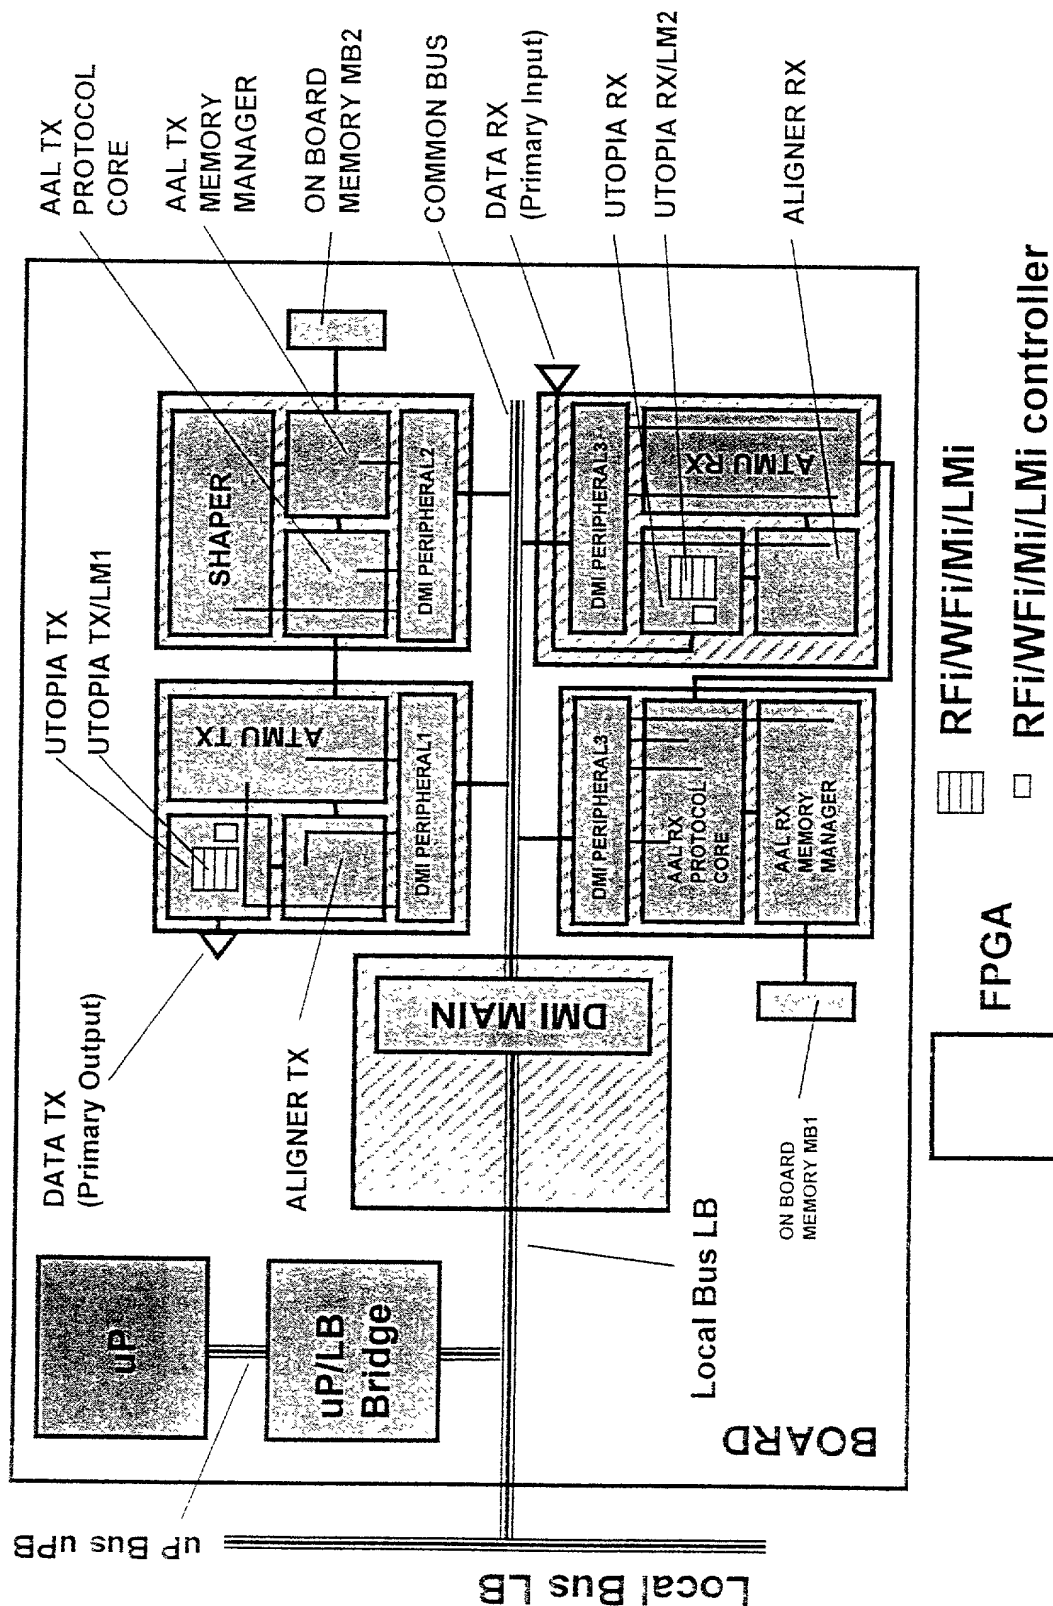 AAL TX
PROTOCOL
CORE
AAL TX
MEMORY
MANAGER
ON BOARD
MEMORY MB2
COMMON BUS
DATA RX
(Primary Input)
UTOPIA RX
UTOPIA RX/LM2
ALIGNER RX
UTOPIA TX
UTOPIA TX/LM1
SHAPER
DMI PERIPHERAL2
ATMU TX
DMI PERIPHERAL1
DMI PERIPHERAL3
ATMU RX
DMI PERIPHERAL3
AAL RX
PROTOCOL
CORE
AAL RX
MEMORY
MANAGER
DATA TX
(Primary Output)
ALIGNER TX
DMI MAIN
ON BOARD
MEMORY MB1
uP
uP/LB
Bridge
Local Bus LB
BOARD
uP Bus uPB
Local Bus LB
FPGA
RFi/WFi/Mi/LMi
RFi/WFi/Mi/LMi controller